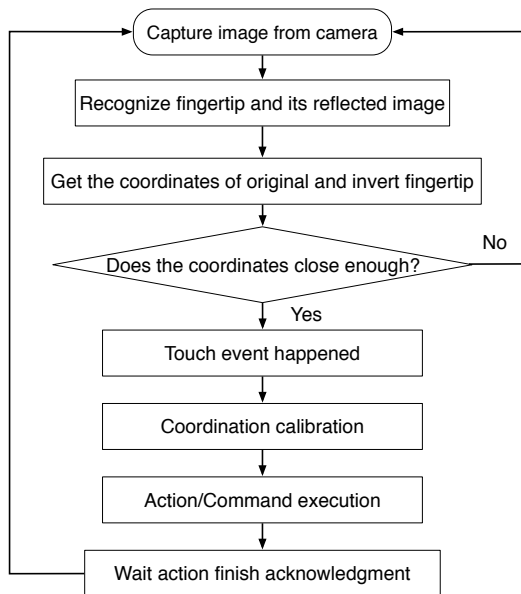 Capture image from camera
Recognize fingertip and its reflected image
Get the coordinates of original and invert fingertip
No
Does the coordinates close enough?
Yes
Touch event happened
Coordination calibration
Action/Command execution
Wait action finish acknowledgment